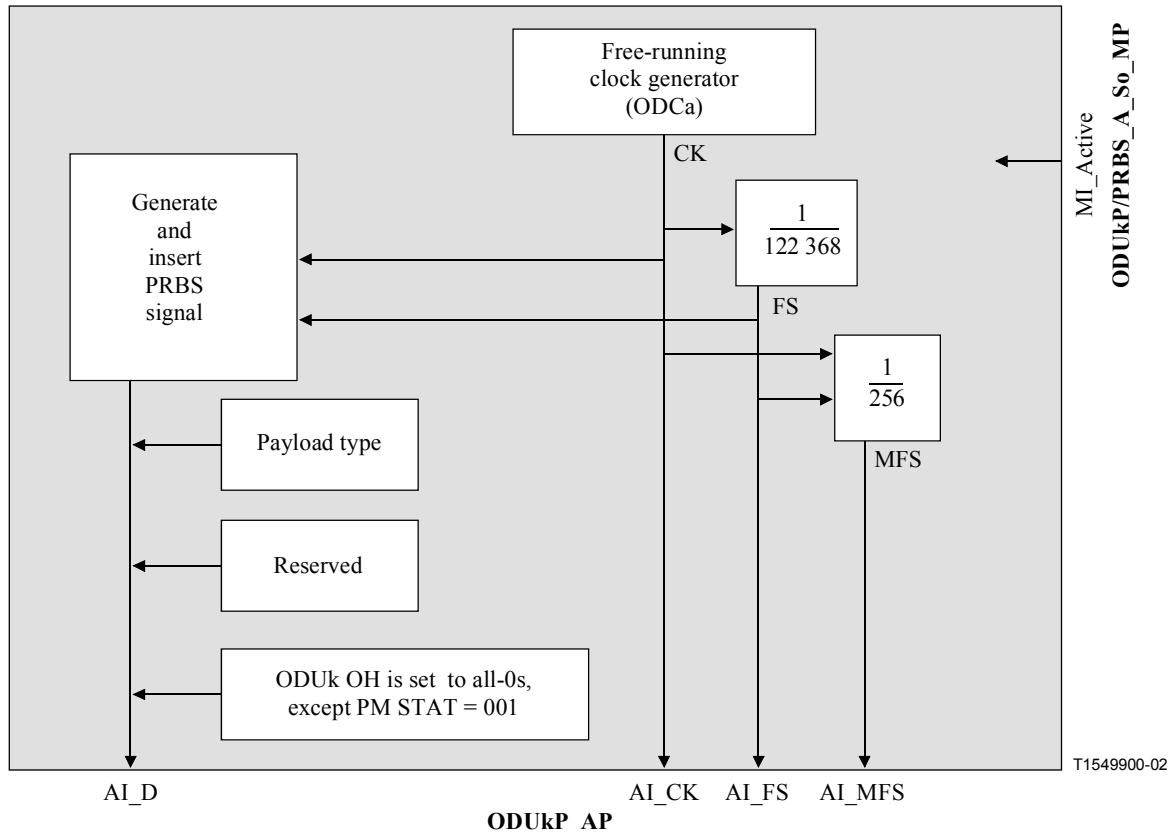 Free-running
clock generator
(ODCa)
CK
Generate
and
insert
PRBS
signal
1
122 368
FS
1
256
MFS
Payload type
Reserved
ODUk OH is set to all-0s,
except PM STAT = 001
MI_Active
ODUkP/PRBS_A_So_MP
T1549900-02
AI_D
AI_CK
AI_FS
AI_MFS
ODUkP_AP